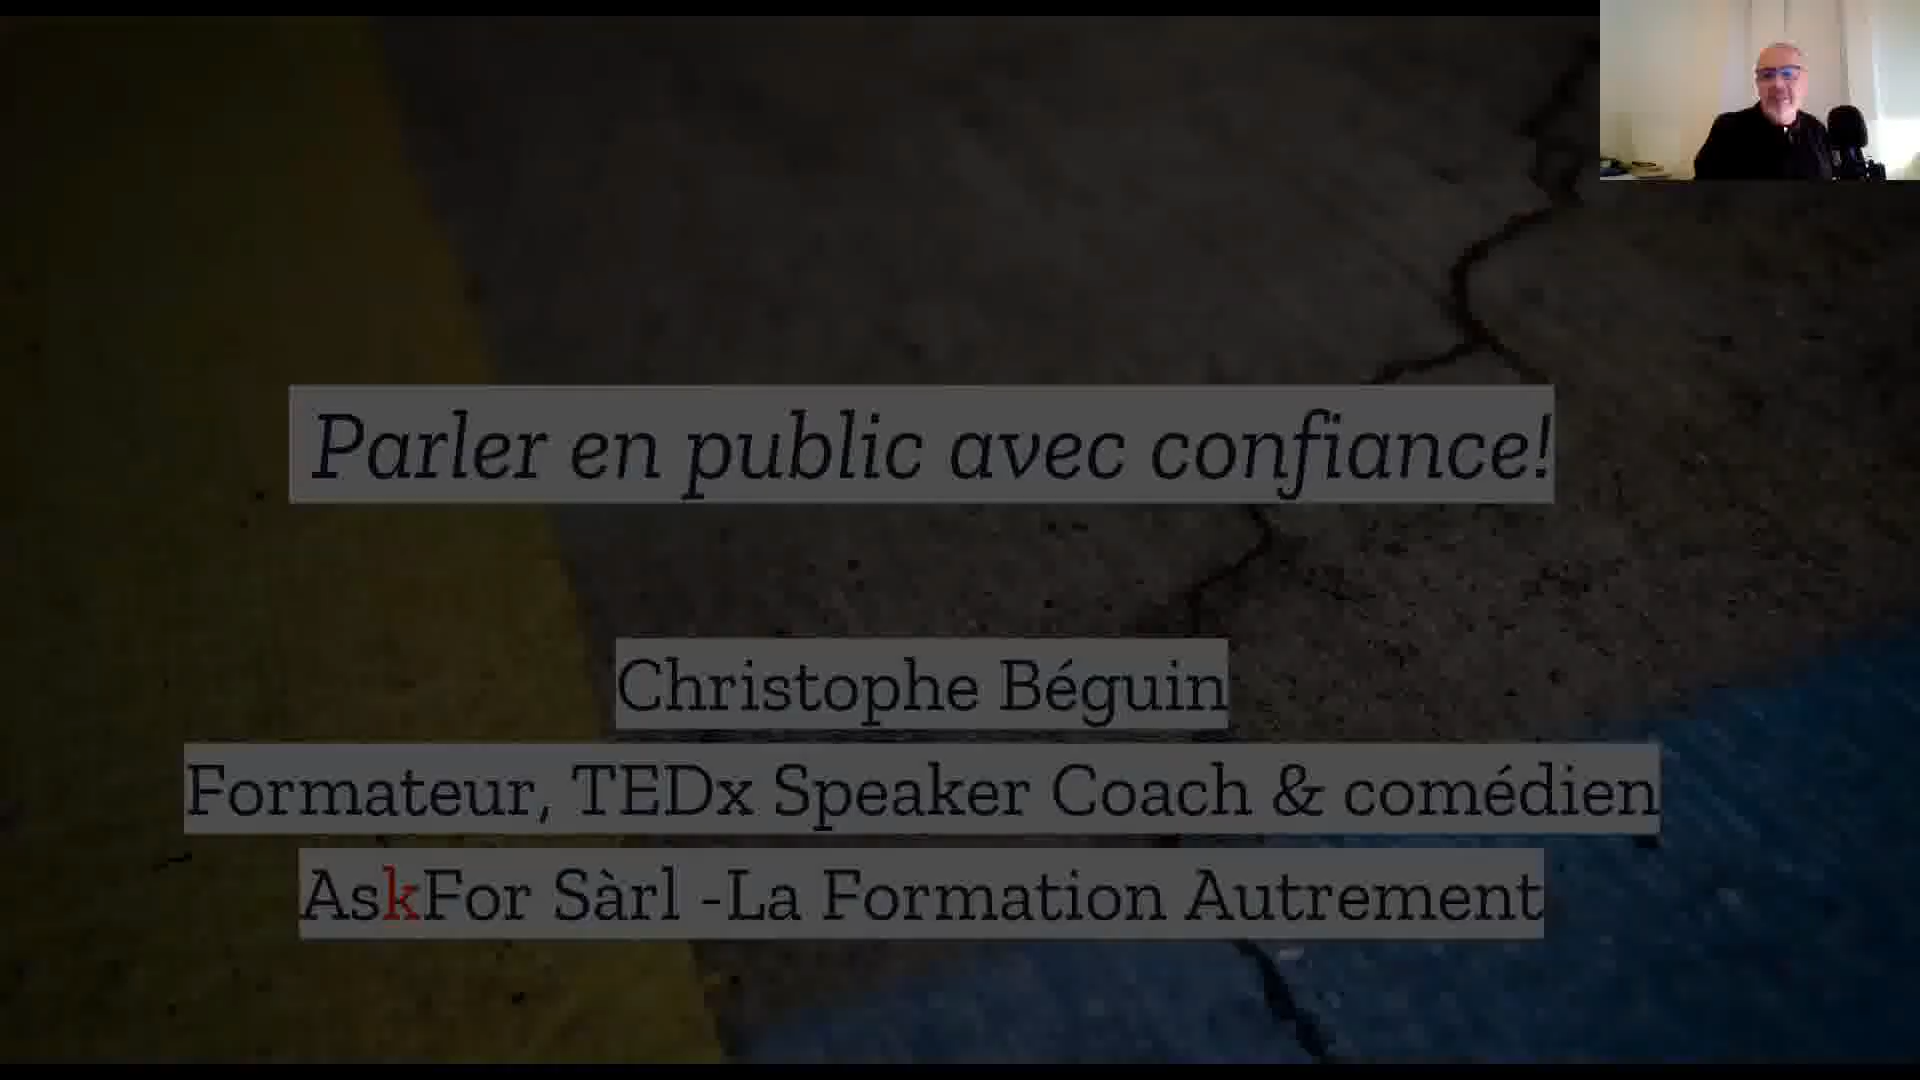 Parler en public avec confiance!
Christophe Béguin
Formateur, TEDx Speaker Coach & comédien
AskFor Sàrl -La Formation Autrement